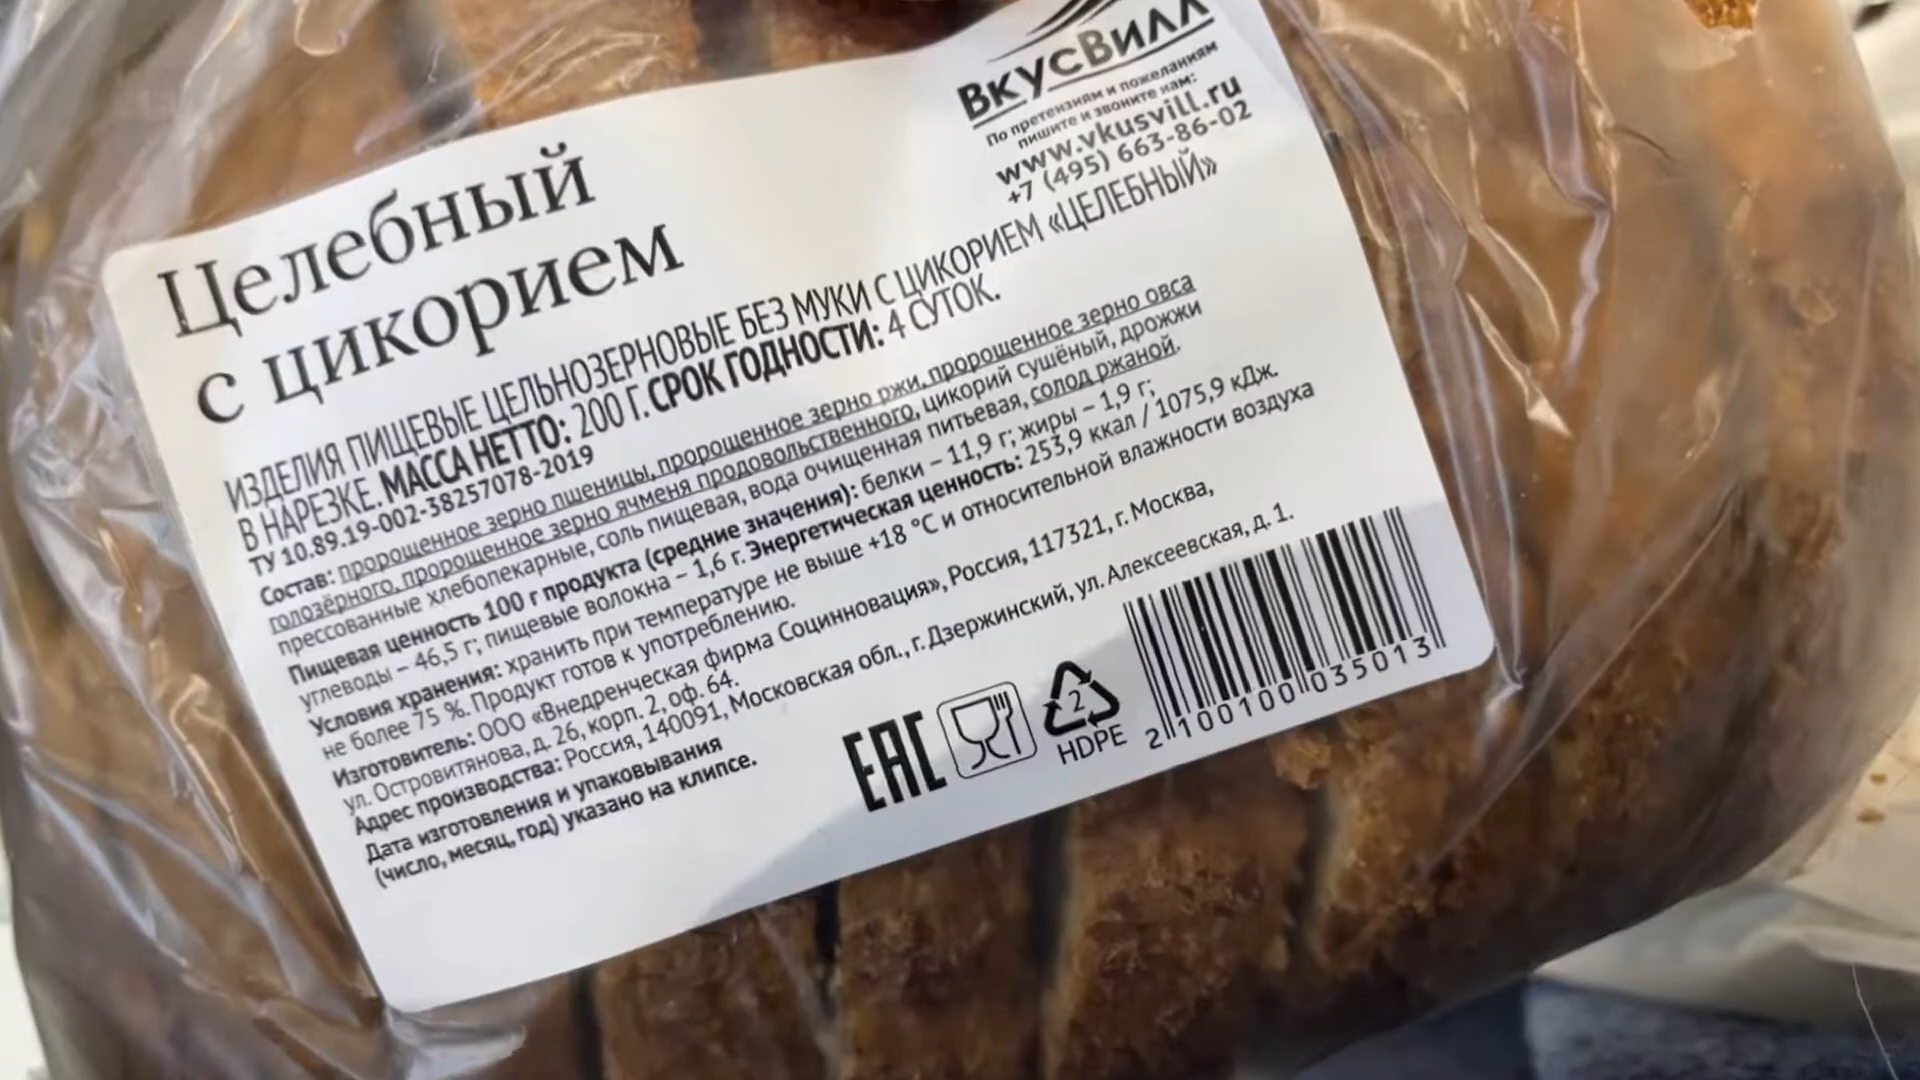 ВкусВилл
По претензиям и пожеланиям
пишите и звоните нам:
www.vkusvill.ru
+7 (495) 663-86-02
Целебный
с цикорием
ИЗДЕЛИЯ ПИЩЕВЫЕ ЦЕЛЬНОЗЕРНОВЫЕ БЕЗ МУКИ С ЦИКОРИЕМ «ЦЕЛЕБНЫЙ»
В НАРЕЗКЕ. МАССА НЕТТО: 200 Г. СРОК ГОДНОСТИ: 4 СУТОК.
ТУ 10.89.19-002-38257078-2019
Состав: пророщенное зерно пшеницы, пророщенное зерно ржи, пророщенное зерно овса
голозёрного, пророщенное зерно ячменя продовольственного, цикорий сушёный, дрожжи
прессованные хлебопекарные, соль пищевая, вода очищенная питьевая, солод ржаной.
Пищевая ценность 100 г продукта (средние значения): белки – 11,9 г; жиры – 1,9 г;
углеводы – 46,5 г; пищевые волокна – 1,6 г. Энергетическая ценность: 253,9 ккал / 1075,9 кДж.
Условия хранения: хранить при температуре не выше +18 °С и относительной влажности воздуха
не более 75 %. Продукт готов к употреблению.
Изготовитель: ООО «Внедренческая фирма Социнновация», Россия, 117321, г. Москва,
ул. Островитянова, д. 26, корп. 2, оф. 64.
Адрес производства: Россия, 140091, Московская обл., г. Дзержинский, ул. Алексеевская, д. 1.
Дата изготовления и упаковывания
(число, месяц, год) указано на клипсе.
EAC
2
HDPE
2 100100 035013